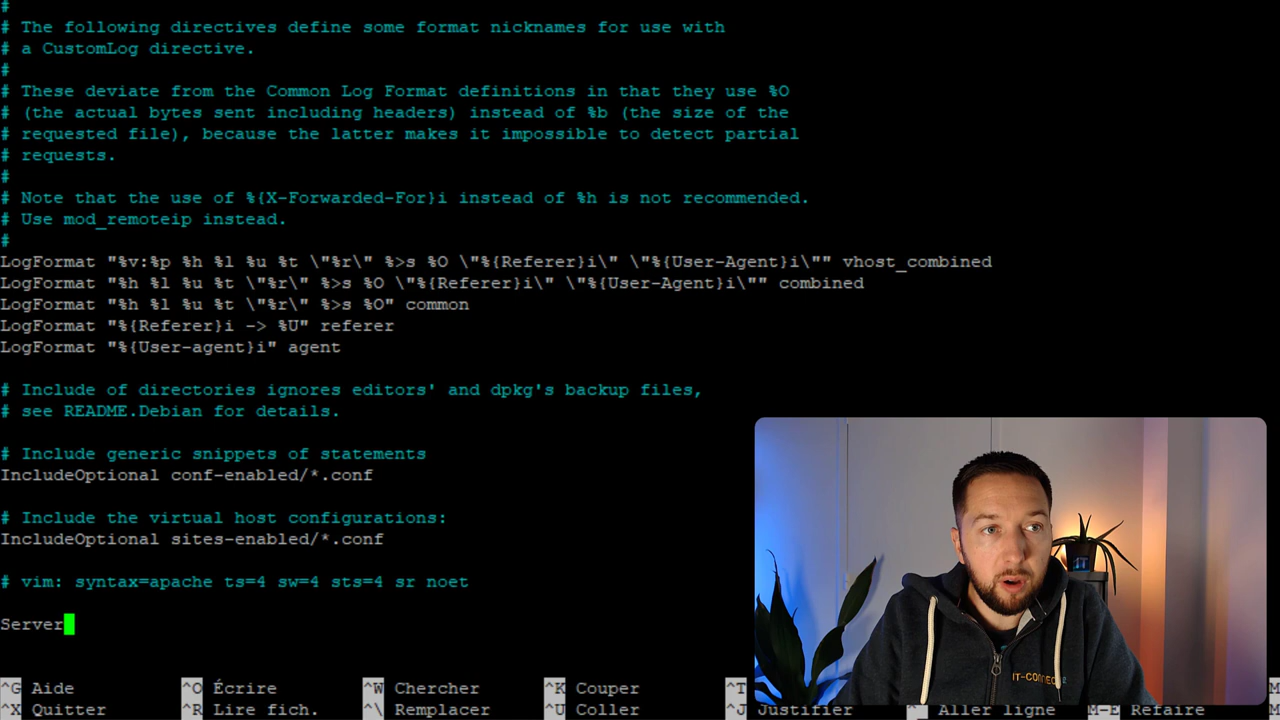 #
# The following directives define some format nicknames for use with
# a CustomLog directive.
#
# These deviate from the Common Log Format definitions in that they use %O
# (the actual bytes sent including headers) instead of %b (the size of the
# requested file), because the latter makes it impossible to detect partial
# requests.
#
# Note that the use of %{X-Forwarded-For}i instead of %h is not recommended.
# Use mod_remoteip instead.
#
LogFormat "%v:%p %h %l %u %t \"%r\" %>s %O \"%{Referer}i\" \"%{User-Agent}i\"" vhost_combined
LogFormat "%h %l %u %t \"%r\" %>s %O \"%{Referer}i\" \"%{User-Agent}i\"" combined
LogFormat "%h %l %u %t \"%r\" %>s %O" common
LogFormat "%{Referer}i -> %U" referer
LogFormat "%{User-agent}i" agent
# Include of directories ignores editors' and dpkg's backup files,
# see README.Debian for details.
# Include generic snippets of statements
IncludeOptional conf-enabled/*.conf
# Include the virtual host configurations:
IncludeOptional sites-enabled/*.conf
# vim: syntax=apache ts=4 sw=4 sts=4 sr noet
Server
IT
IT-CONNEC
^G Aide ^O Écrire ^W Chercher ^K Couper ^T M
^X Quitter ^R Lire fich. ^\ Remplacer ^U Coller ^J Justifier ^_ Aller ligne M-E Refaire M